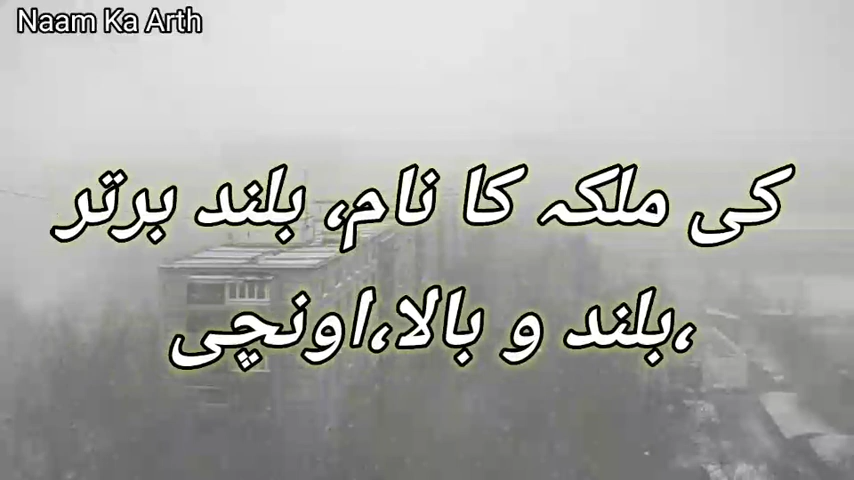 Naam Ka Arth
کی ملکہ کا نام، بلند برتر
،بلند و بالا،اونچی